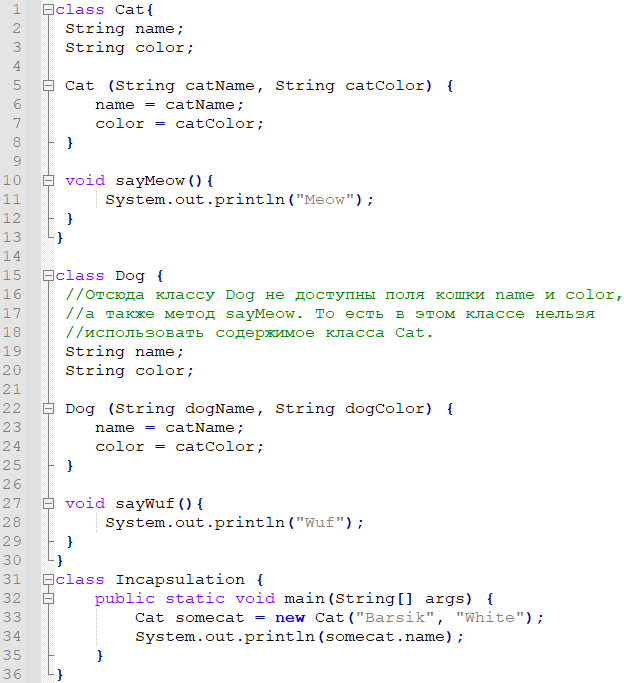 1 class Cat{
2 String name;
3 String color;
4
5 Cat (String catName, String catColor) {
6 name = catName;
7 color = catColor;
8 }
9
10 void sayMeow(){
11 System.out.println("Meow");
12 }
13 }
14
15 class Dog {
16 //Отсюда классу Dog не доступны поля кошки name и color,
17 //а также метод sayMeow. То есть в этом классе нельзя
18 //использовать содержимое класса Cat.
19 String name;
20 String color;
21
22 Dog (String dogName, String dogColor) {
23 name = catName;
24 color = catColor;
25 }
26
27 void sayWuf(){
28 System.out.println("Wuf");
29 }
30 }
31 class Incapsulation {
32 public static void main(String[] args) {
33 Cat somecat = new Cat("Barsik", "White");
34 System.out.println(somecat.name);
35 }
36 }